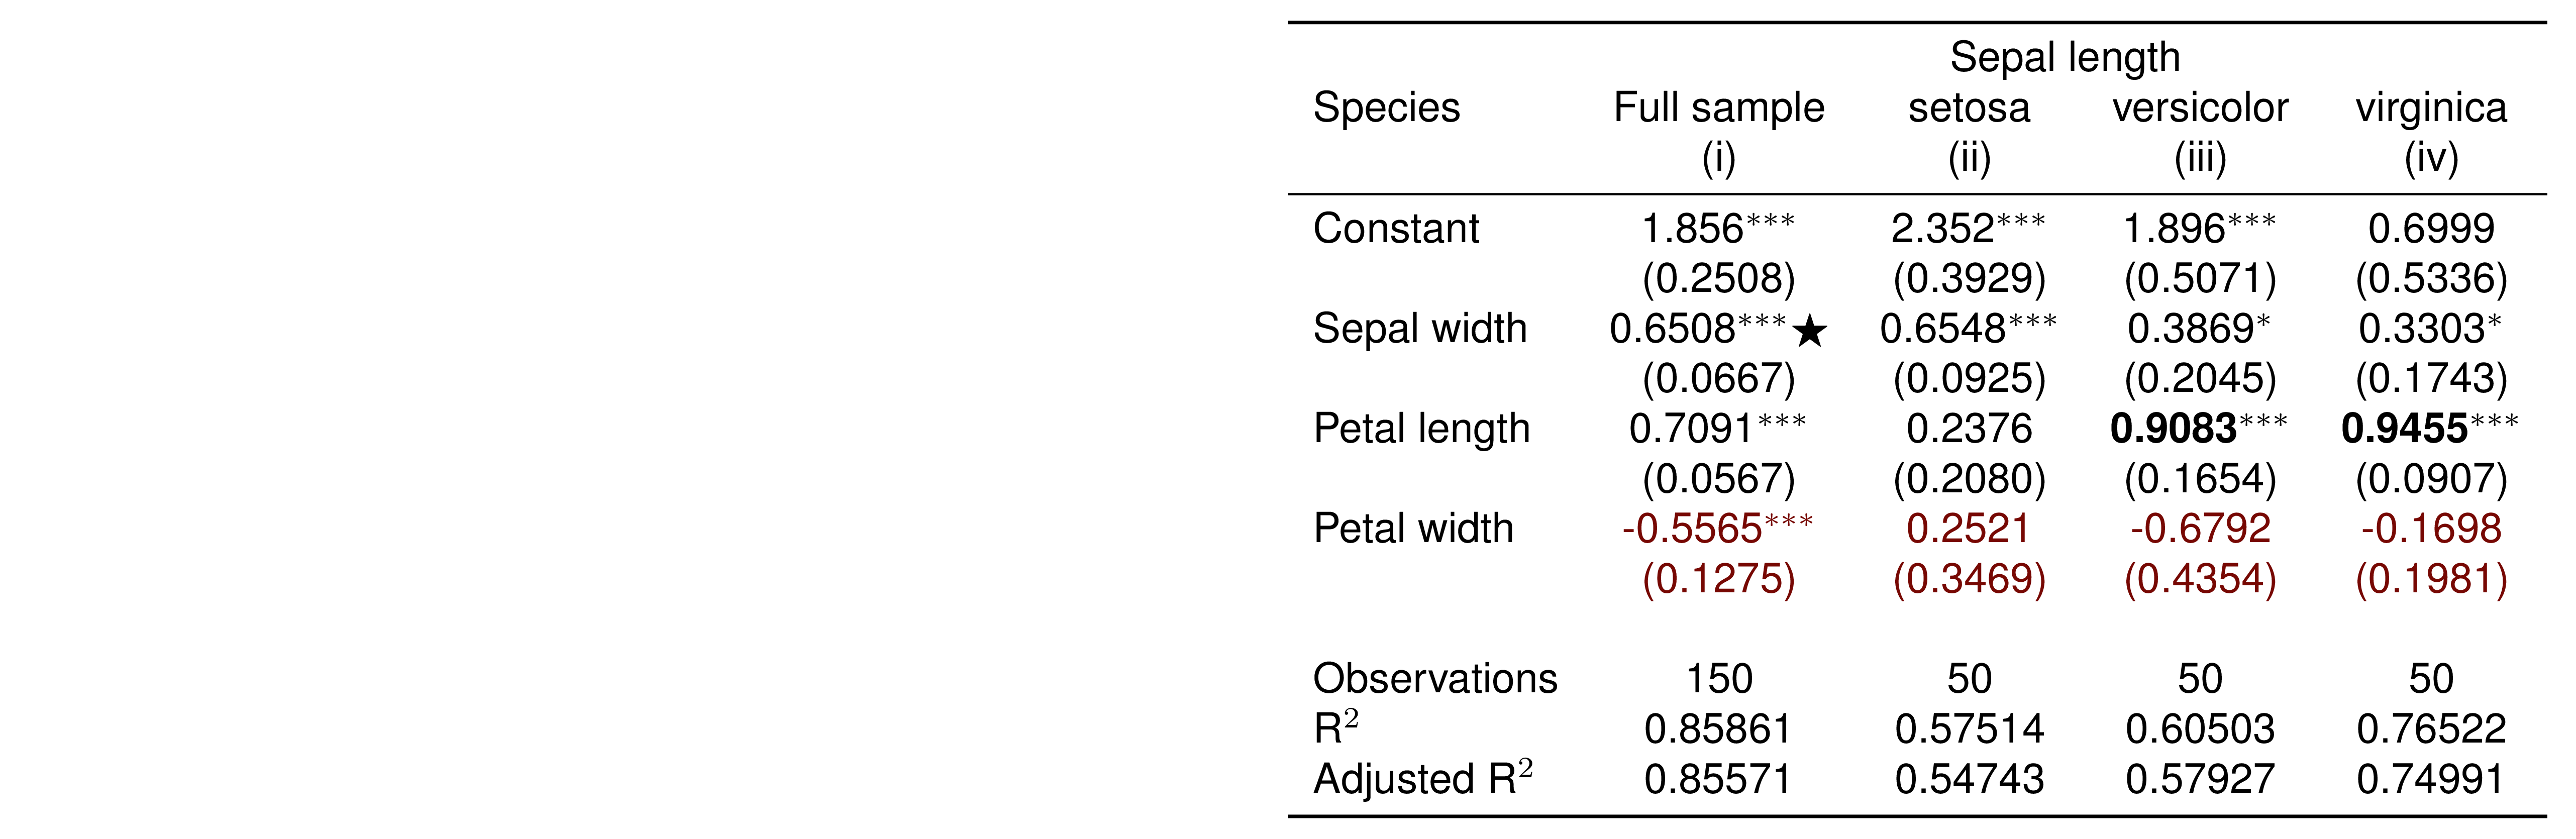 Sepal length
Species Full sample setosa versicolor virginica
(i) (ii) (iii) (iv)
Constant 1.856*** 2.352*** 1.896*** 0.6999
(0.2508) (0.3929) (0.5071) (0.5336)
Sepal width 0.6508***★ 0.6548*** 0.3869* 0.3303*
(0.0667) (0.0925) (0.2045) (0.1743)
Petal length 0.7091*** 0.2376 0.9083*** 0.9455***
(0.0567) (0.2080) (0.1654) (0.0907)
Petal width -0.5565*** 0.2521 -0.6792 -0.1698
(0.1275) (0.3469) (0.4354) (0.1981)
Observations 150 50 50 50
R² 0.85861 0.57514 0.60503 0.76522
Adjusted R² 0.85571 0.54743 0.57927 0.74991